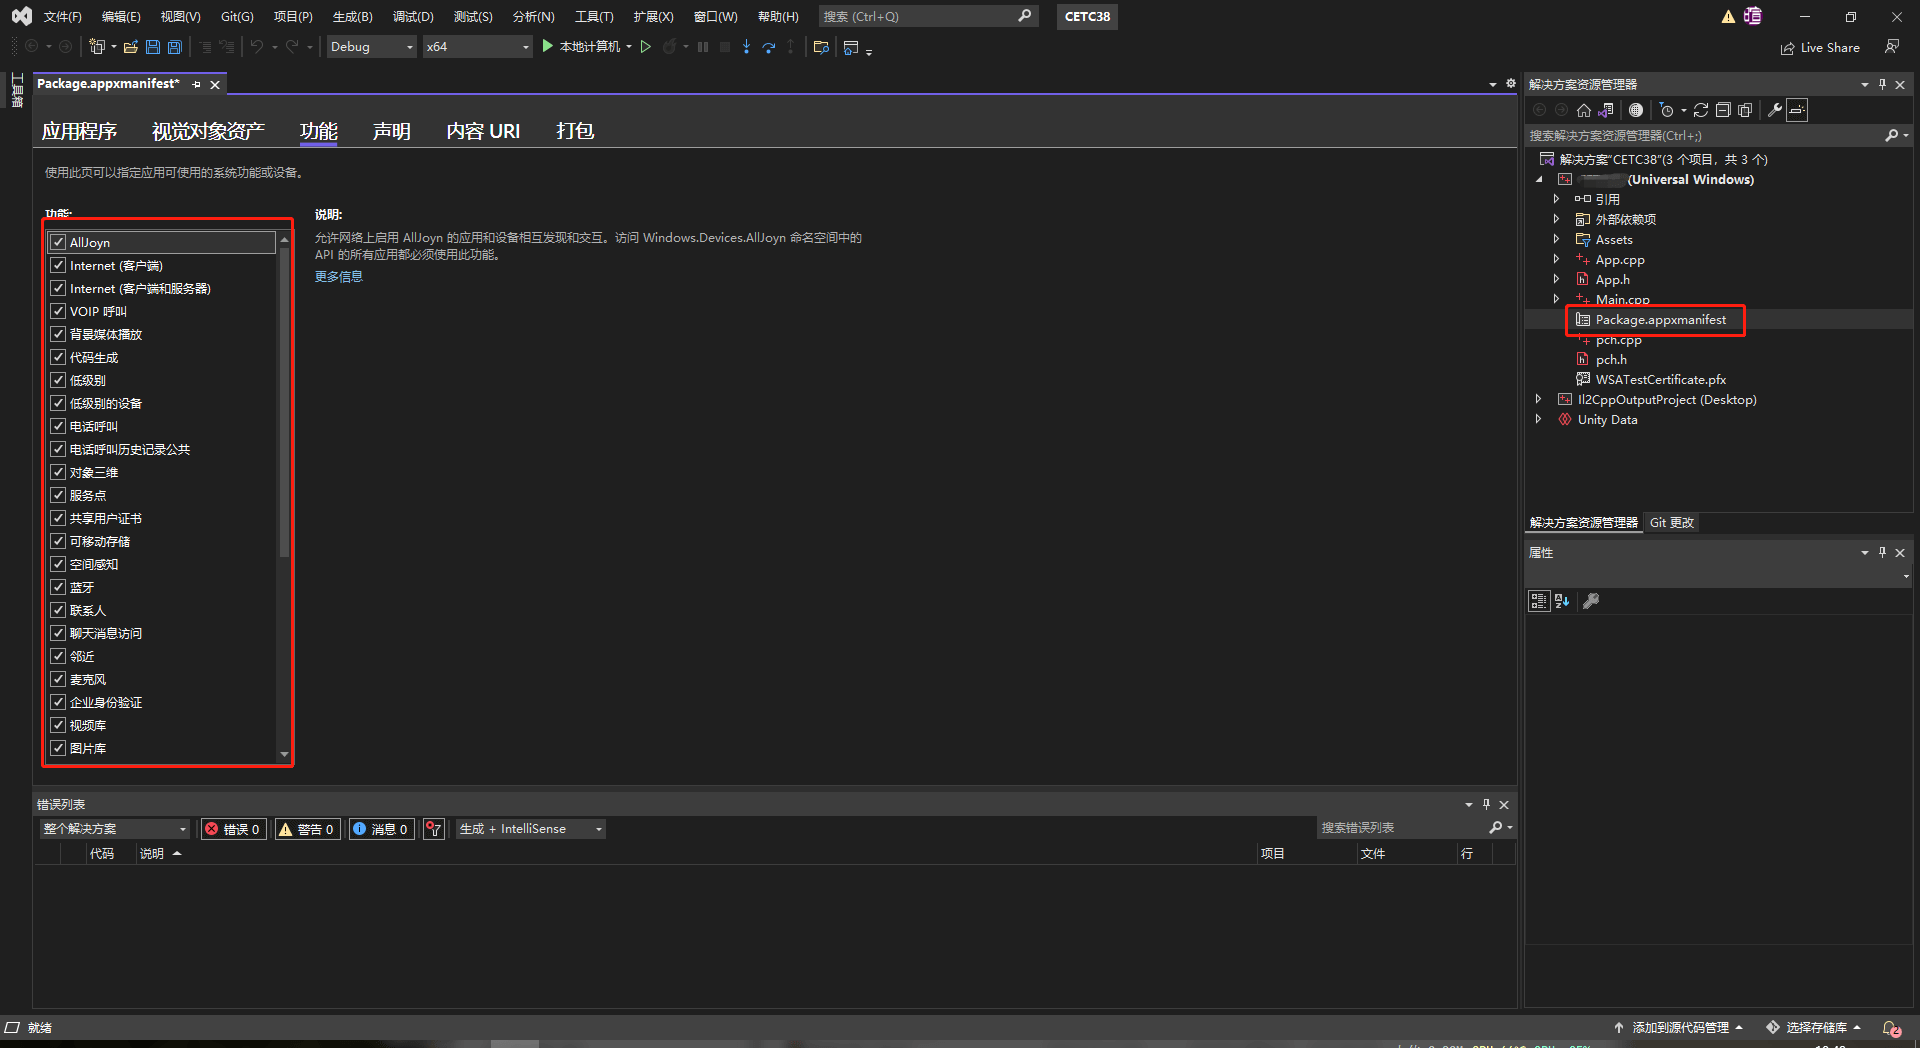 文件(F) 编辑(E) 视图(V) Git(G) 项目(P) 生成(B) 调试(D) 测试(S) 分析(N) 工具(T) 扩展(X) 窗口(W) 帮助(H) 搜索 (Ctrl+Q) CETC38
Debug x64 本地计算机 Live Share
工具箱
Package.appxmanifest*
应用程序 视觉对象资产 功能 声明 内容 URI 打包
使用此页可以指定应用可使用的系统功能或设备。
功能:
AllJoyn
Internet (客户端)
Internet (客户端和服务器)
VOIP 呼叫
背景媒体播放
代码生成
低级别
低级别的设备
电话呼叫
电话呼叫历史记录公共
对象三维
服务点
共享用户证书
可移动存储
空间感知
蓝牙
联系人
聊天消息访问
邻近
麦克风
企业身份验证
视频库
图片库
说明:
允许网络上启用 AllJoyn 的应用和设备相互发现和交互。访问 Windows.Devices.AllJoyn 命名空间中的
API 的所有应用都必须使用此功能。
更多信息
解决方案资源管理器
搜索解决方案资源管理器(Ctrl+;)
解决方案"CETC38"(3 个项目，共 3 个)
(Universal Windows)
引用
外部依赖项
Assets
App.cpp
App.h
Main.cpp
Package.appxmanifest
pch.cpp
pch.h
WSATestCertificate.pfx
Il2CppOutputProject (Desktop)
Unity Data
解决方案资源管理器 Git 更改
属性
错误列表
整个解决方案 错误 0 警告 0 消息 0 生成 + IntelliSense 搜索错误列表
代码 说明 项目 文件 行
就绪 添加到源代码管理 选择存储库 2